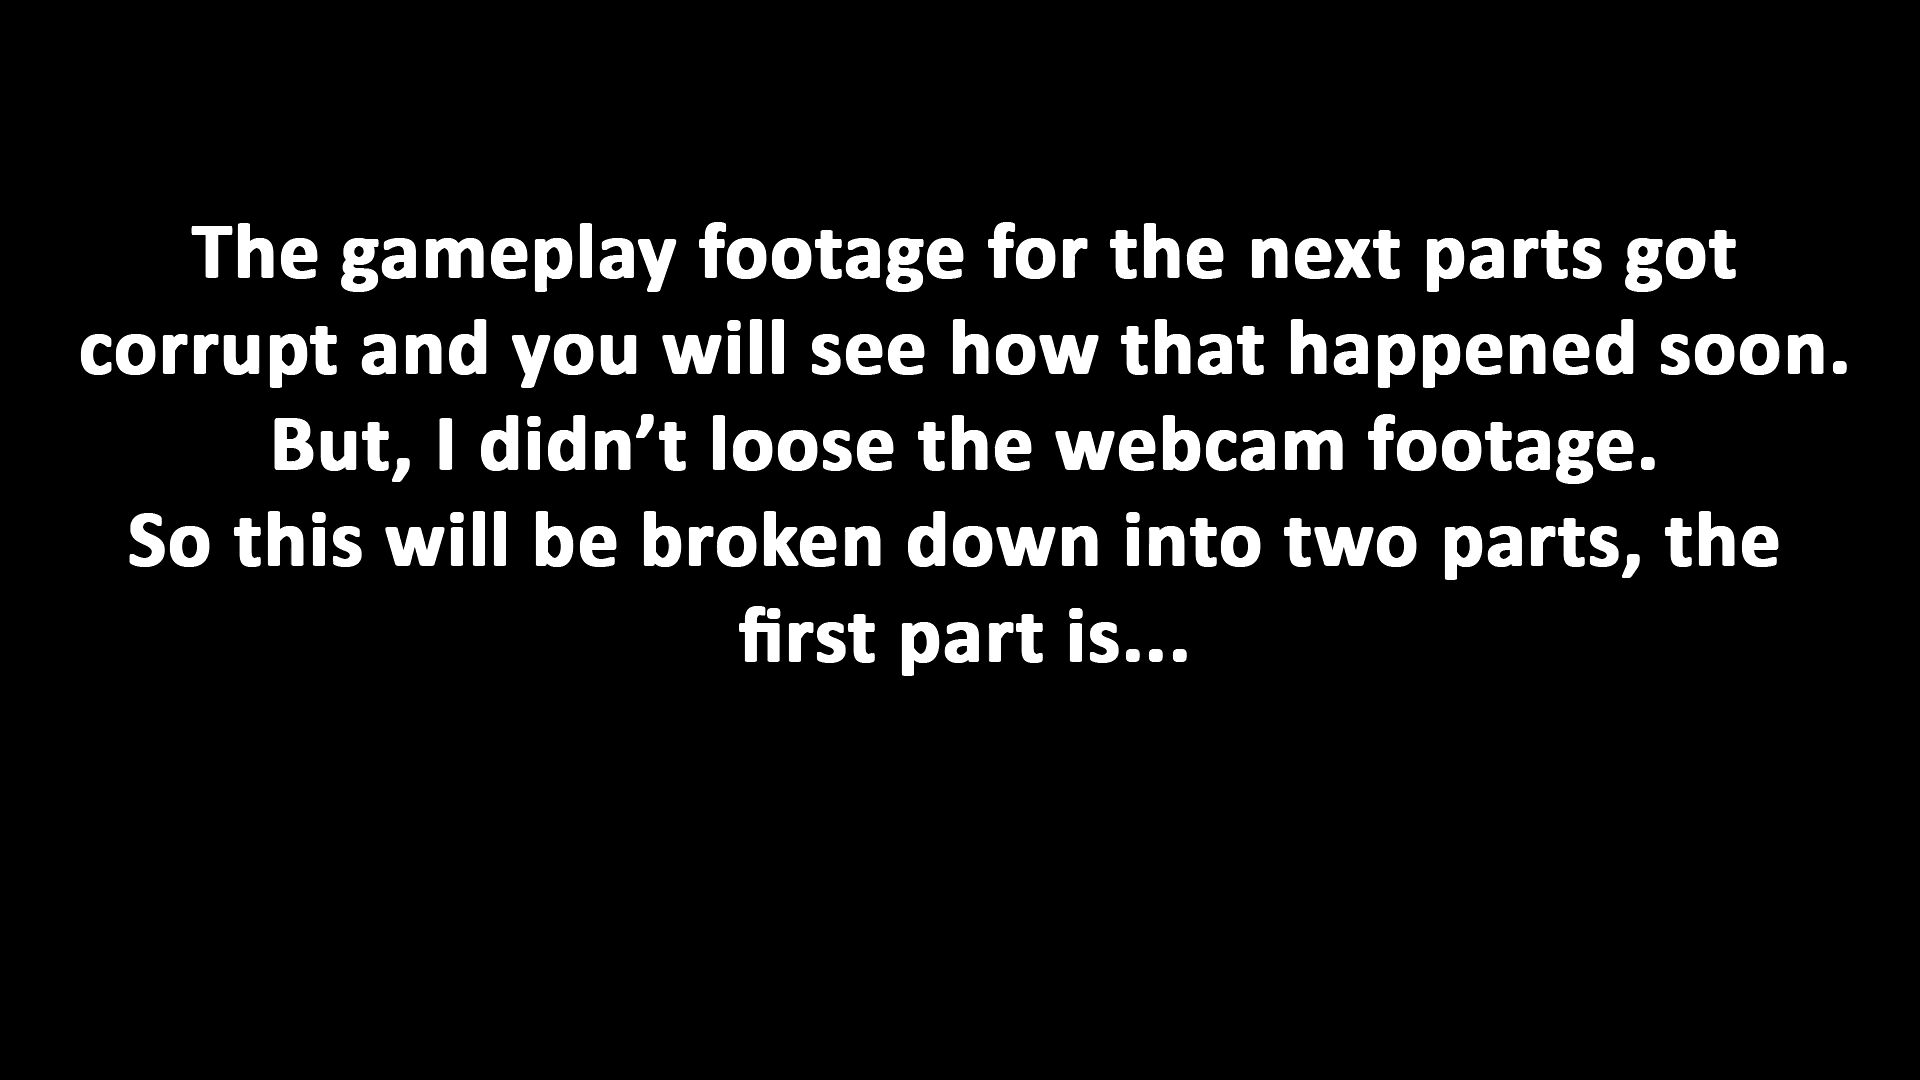 The gameplay footage for the next parts got
corrupt and you will see how that happened soon.
But, I didn’t loose the webcam footage.
So this will be broken down into two parts, the
first part is...